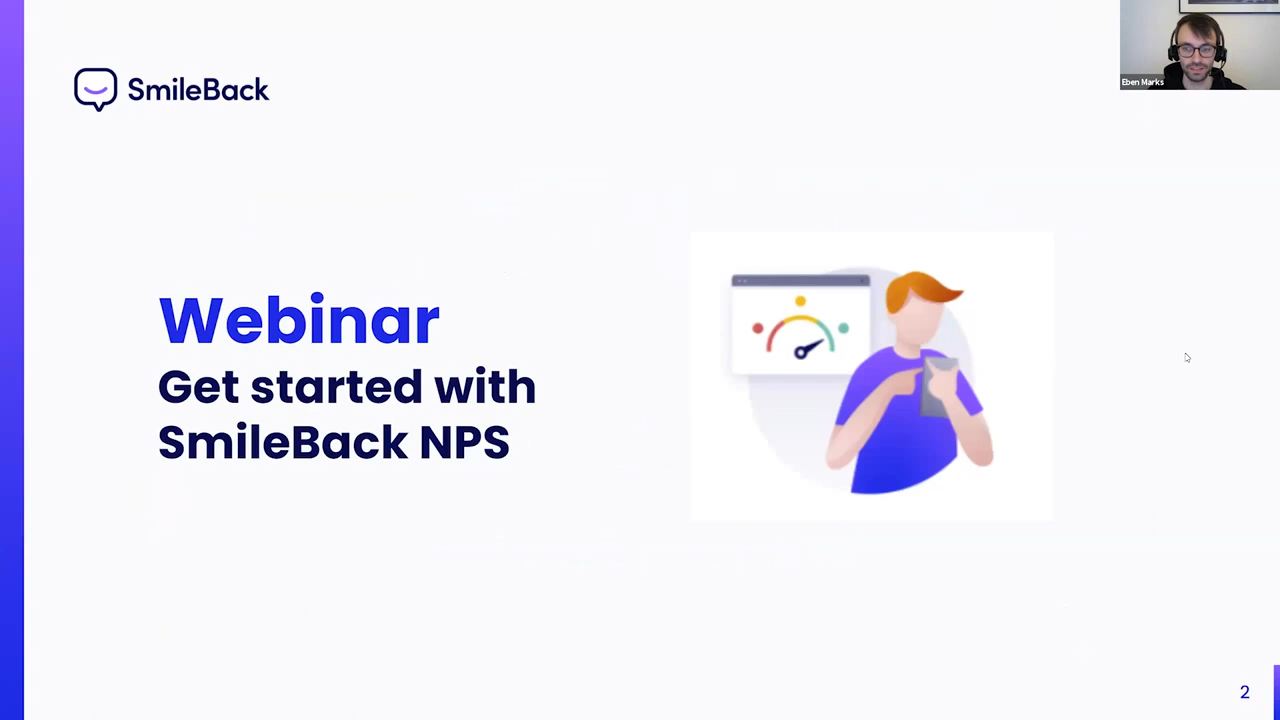 SmileBack
Eben Marks
Webinar
Get started with
SmileBack NPS
2